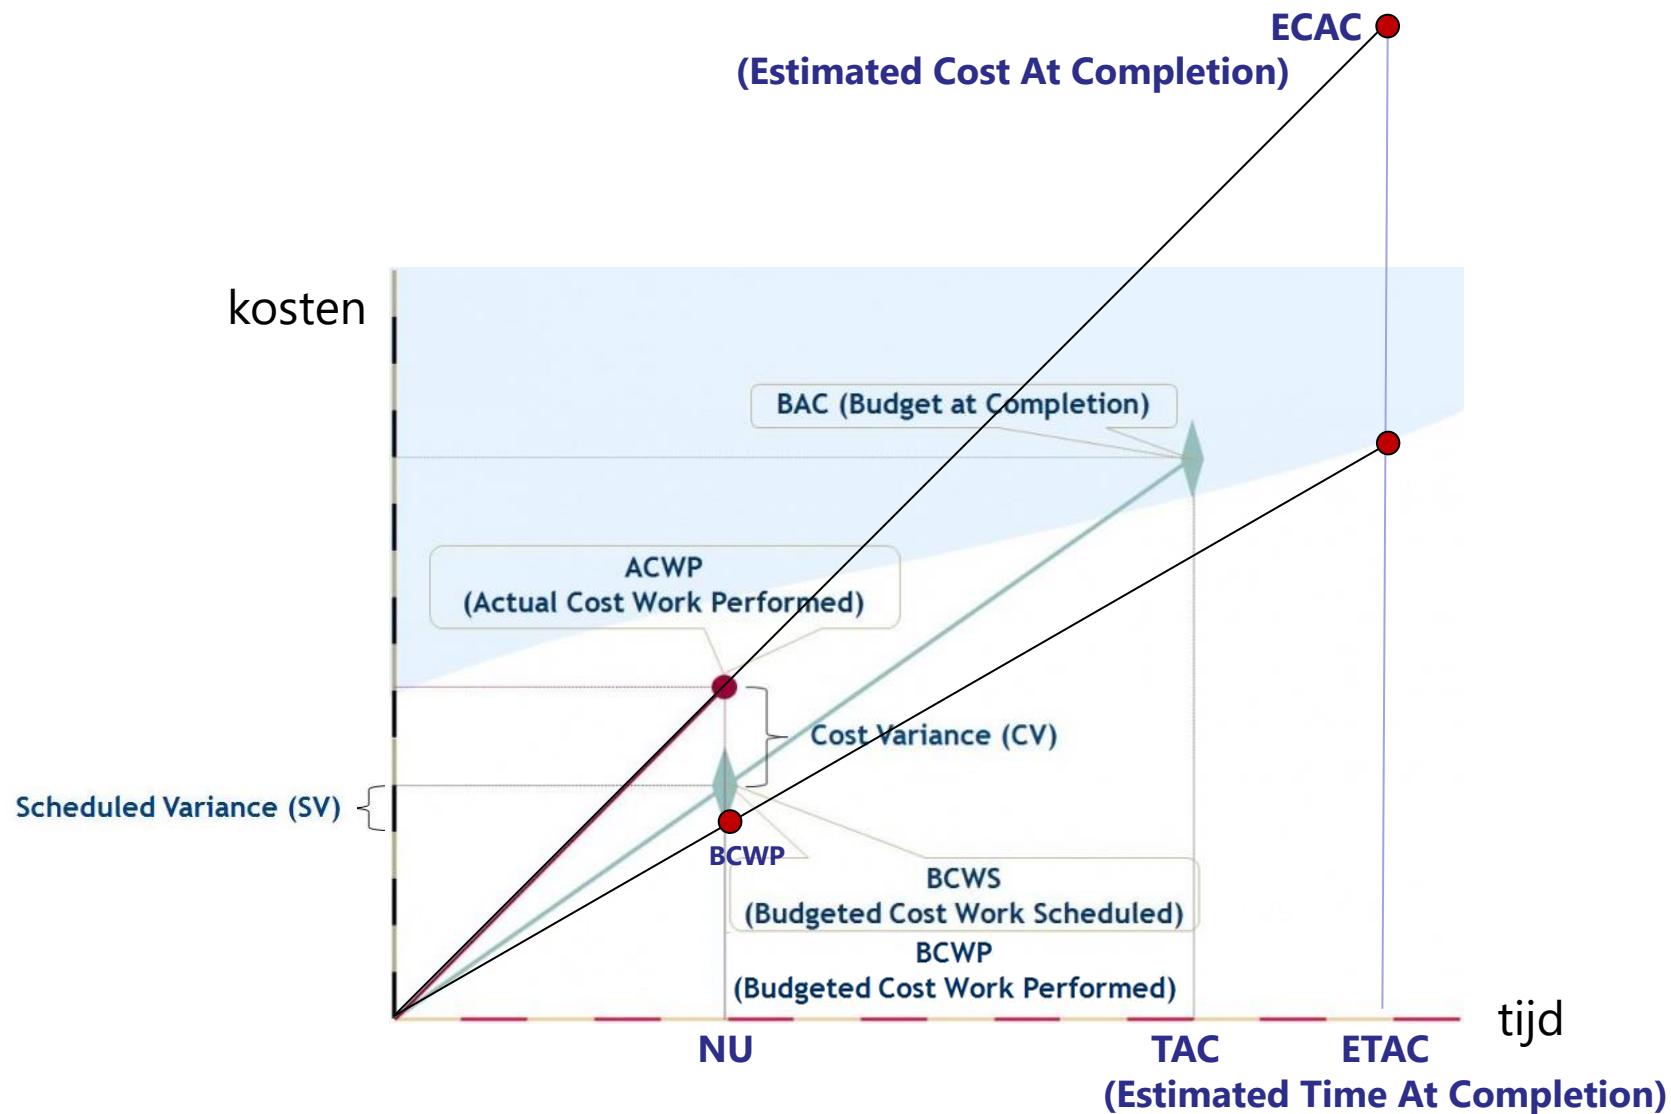 ECAC
(Estimated Cost At Completion)
kosten
BAC (Budget at Completion)
ACWP
(Actual Cost Work Performed)
Cost Variance (CV)
Scheduled Variance (SV)
BCWP
BCWS
(Budgeted Cost Work Scheduled)
BCWP
(Budgeted Cost Work Performed)
tijd
NU
TAC
ETAC
(Estimated Time At Completion)